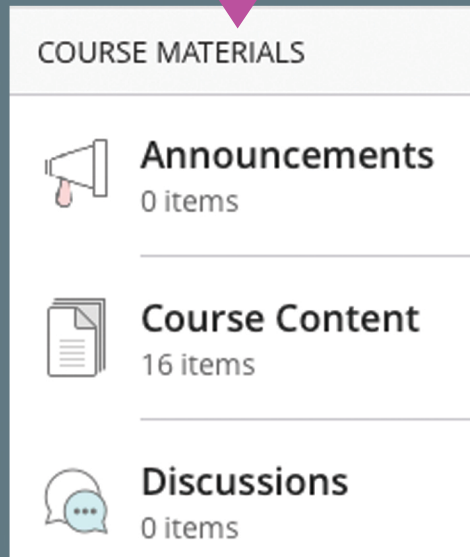 COURSE MATERIALS
Announcements
0 items
Course Content
16 items
Discussions
0 items